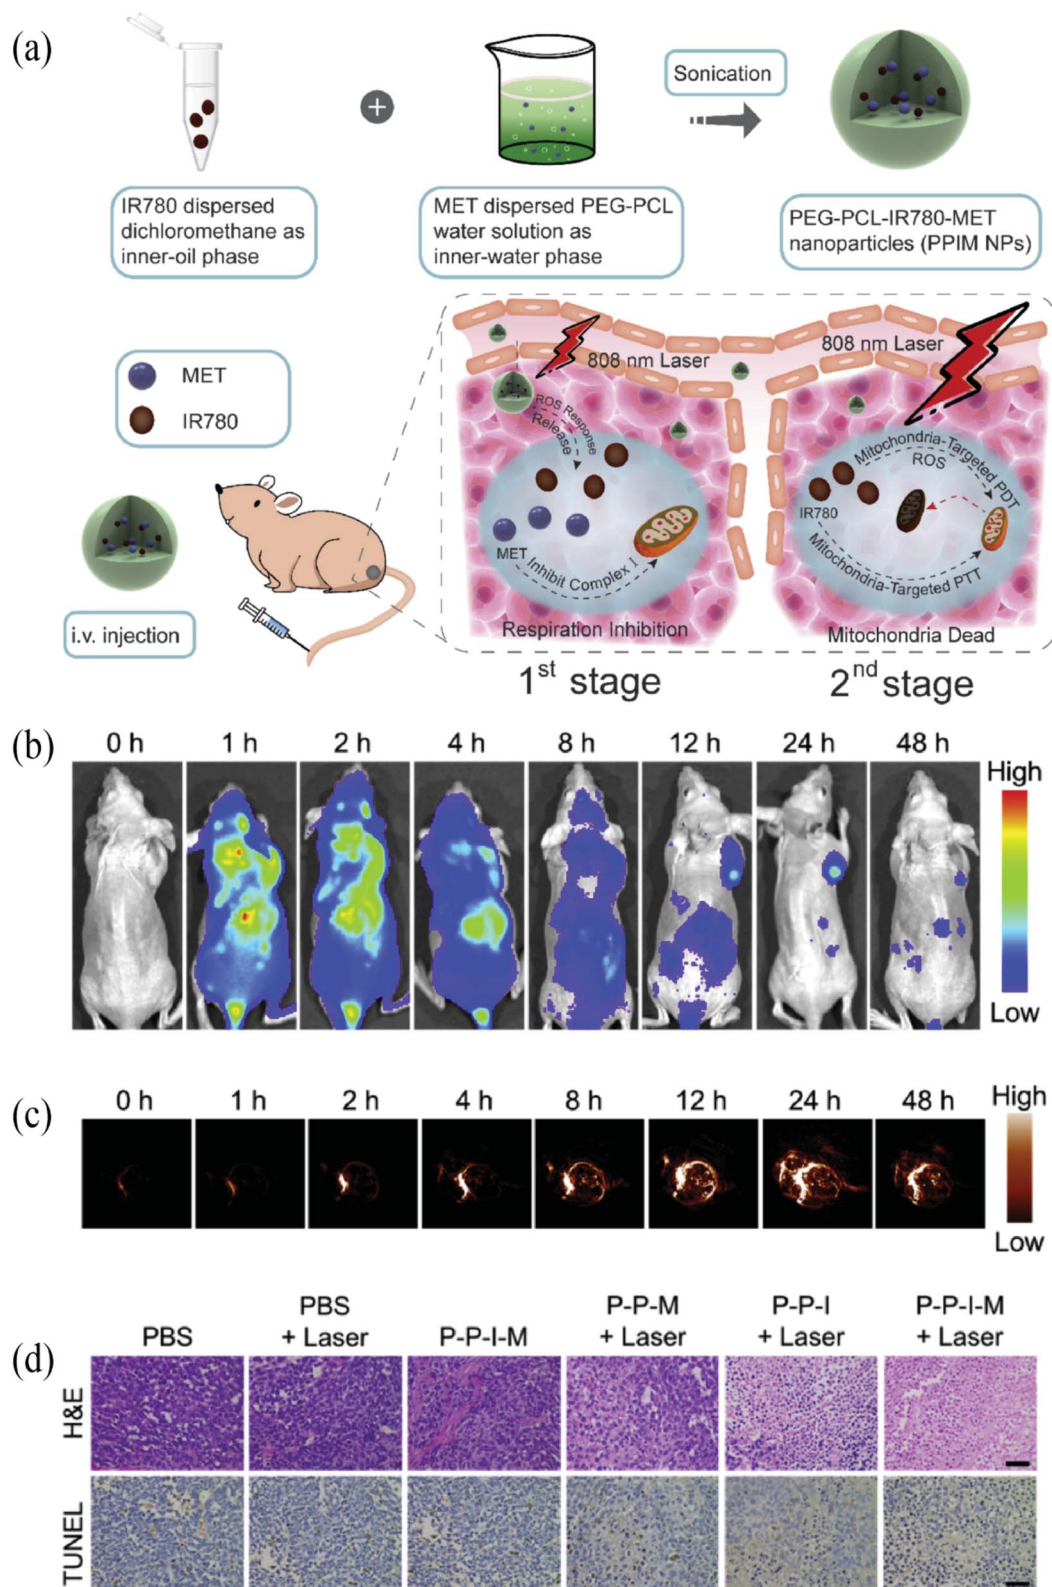 (a)
Sonication
IR780 dispersed
dichloromethane as
inner-oil phase
MET dispersed PEG-PCL
water solution as
inner-water phase
PEG-PCL-IR780-MET
nanoparticles (PPIM NPs)
MET
IR780
i.v. injection
808 nm Laser
ROS Response
Release
MET
Inhibit Complex I
Respiration Inhibition
1st stage
808 nm Laser
Mitochondria-Targeted PDT
ROS
IR780
Mitochondria-Targeted PTT
Mitochondria Dead
2nd stage
(b)
0 h 1 h 2 h 4 h 8 h 12 h 24 h 48 h
High
Low
(c)
0 h 1 h 2 h 4 h 8 h 12 h 24 h 48 h
High
Low
(d)
PBS
PBS
+ Laser
P-P-I-M
P-P-M
+ Laser
P-P-I
+ Laser
P-P-I-M
+ Laser
H&E
TUNEL